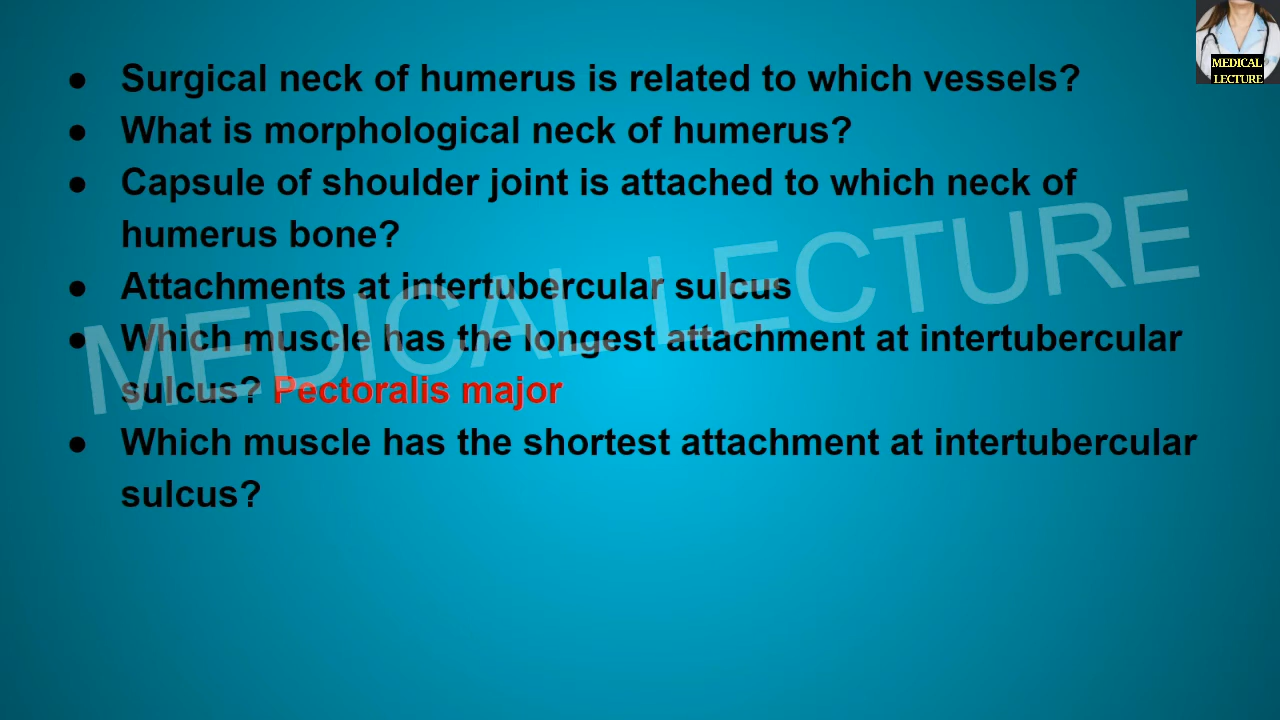 ● Surgical neck of humerus is related to which vessels?
● What is morphological neck of humerus?
● Capsule of shoulder joint is attached to which neck of
humerus bone?
● Attachments at intertubercular sulcus
● Which muscle has the longest attachment at intertubercular
sulcus? Pectoralis major
● Which muscle has the shortest attachment at intertubercular
sulcus?
MEDICAL LECTURE
MEDICAL
LECTURE